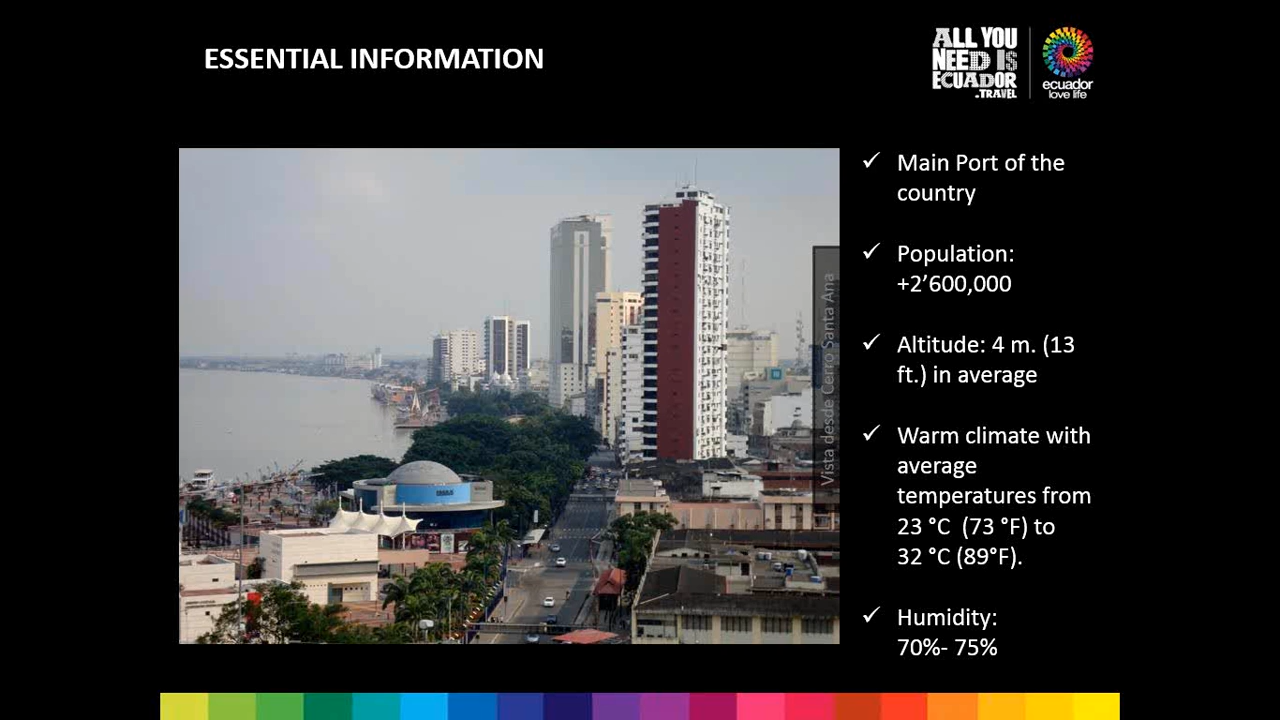 ESSENTIAL INFORMATION
ALL YOU
NEED IS
ECUADOR
.TRAVEL
ecuador
love life
✓ Main Port of the
country
✓ Population:
+2’600,000
✓ Altitude: 4 m. (13
ft.) in average
✓ Warm climate with
average
temperatures from
23 °C  (73 °F) to
32 °C (89°F).
✓ Humidity:
70%- 75%
Vista desde Cerro Santa Ana